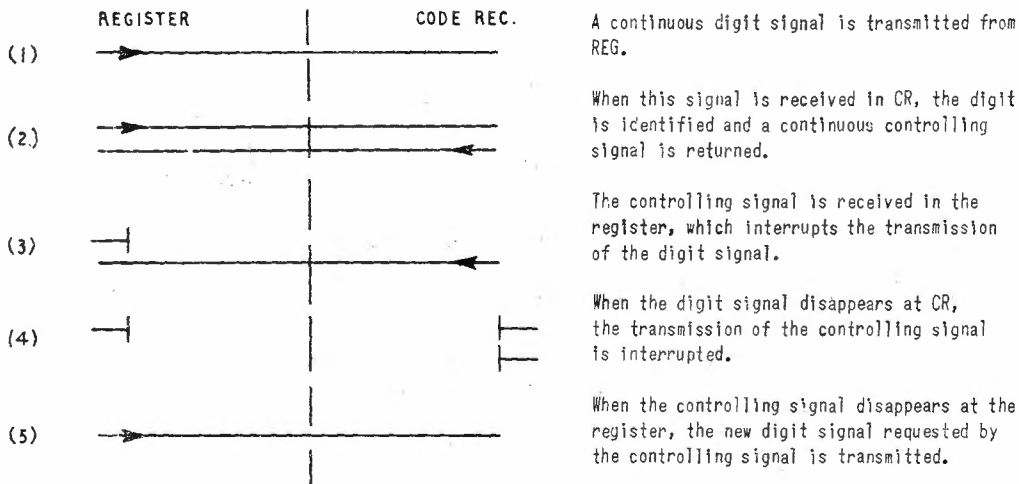 REGISTER
CODE REC.
(1)
A continuous digit signal is transmitted from
REG.
(2)
When this signal is received in CR, the digit
is identified and a continuous controlling
signal is returned.
(3)
The controlling signal is received in the
register, which interrupts the transmission
of the digit signal.
(4)
When the digit signal disappears at CR,
the transmission of the controlling signal
is interrupted.
(5)
When the controlling signal disappears at the
register, the new digit signal requested by
the controlling signal is transmitted.